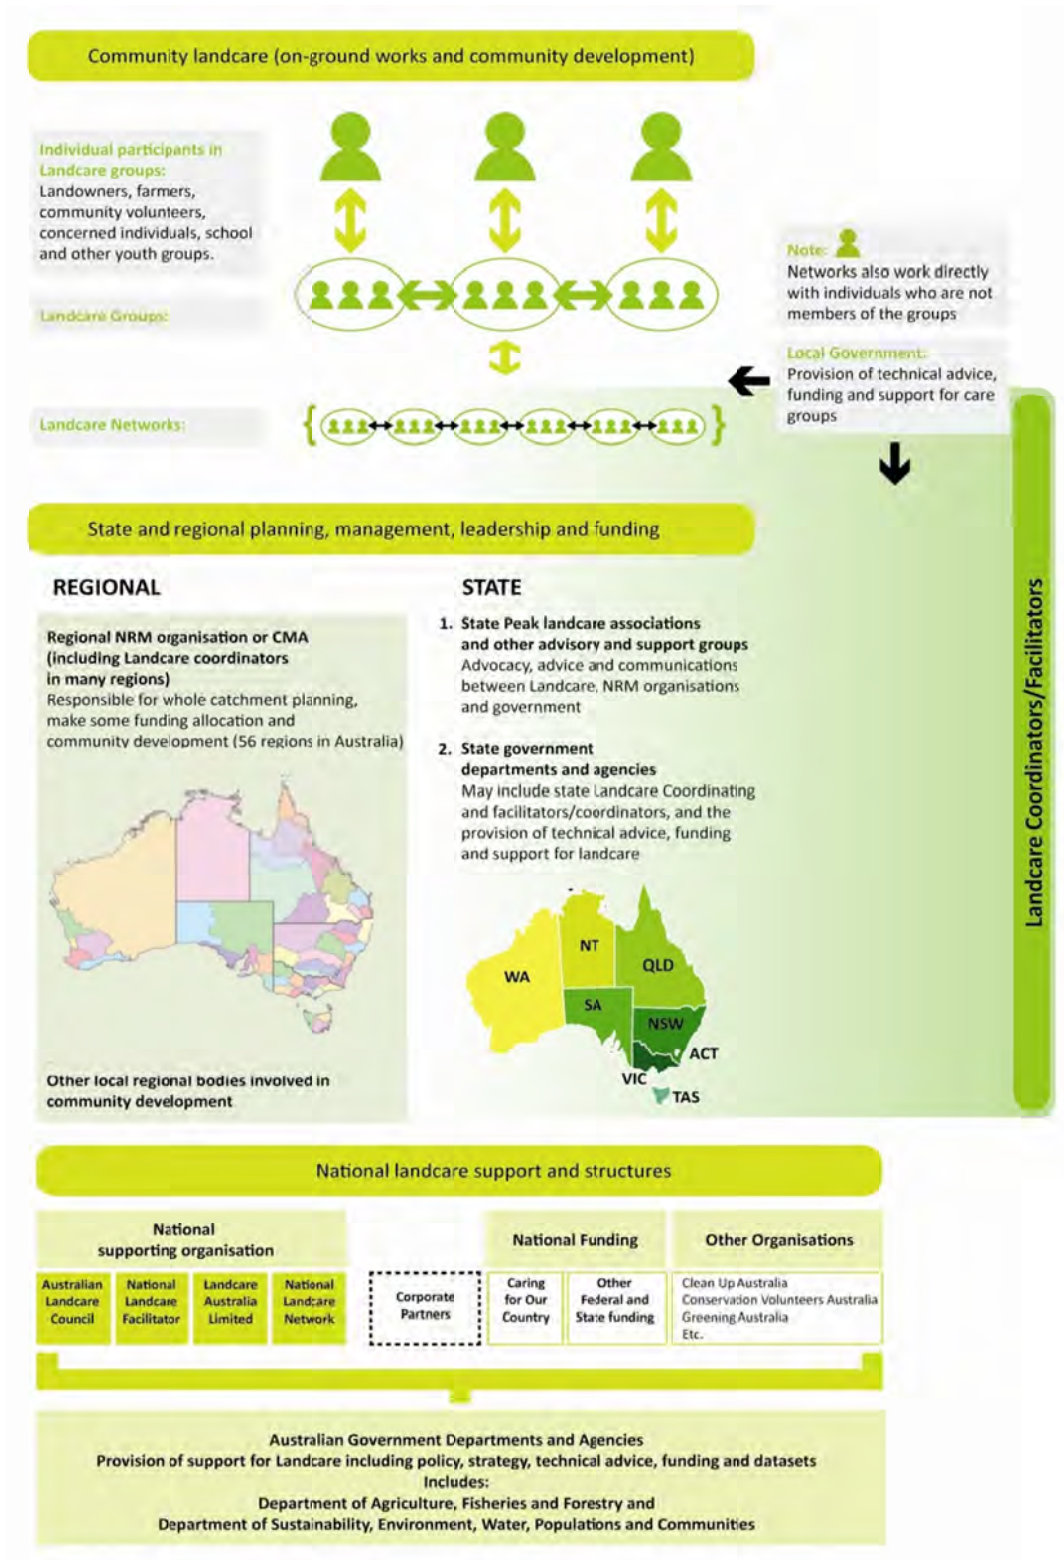 Community landcare (on-ground works and community development)
Individual participants in
Landcare groups:
Landowners, farmers,
community volunteers,
concerned individuals, school
and other youth groups.
Landcare Groups:
Landcare Networks:
Note:
Networks also work directly
with individuals who are not
members of the groups
Local Government:
Provision of technical advice,
funding and support for care
groups
Landcare Coordinators/Facilitators
State and regional planning, management, leadership and funding
REGIONAL
Regional NRM organisation or CMA
(including Landcare coordinators
in many regions)
Responsible for whole catchment planning,
make some funding allocation and
community development (56 regions in Australia)
Other local regional bodies involved in
community development
STATE
1. State Peak landcare associations
and other advisory and support groups
Advocacy, advice and communications
between Landcare, NRM organisations
and government
2. State government
departments and agencies
May include state Landcare Coordinating
and facilitators/coordinators, and the
provision of technical advice, funding
and support for landcare
WA
NT
QLD
SA
NSW
ACT
VIC
TAS
National landcare support and structures
National
supporting organisation
Australian
Landcare
Council
National
Landcare
Facilitator
Landcare
Australia
Limited
National
Landcare
Network
Corporate
Partners
National Funding
Caring
for Our
Country
Other
Federal and
State funding
Other Organisations
Clean Up Australia
Conservation Volunteers Australia
Greening Australia
Etc.
Australian Government Departments and Agencies
Provision of support for Landcare including policy, strategy, technical advice, funding and datasets
Includes:
Department of Agriculture, Fisheries and Forestry and
Department of Sustainability, Environment, Water, Populations and Communities